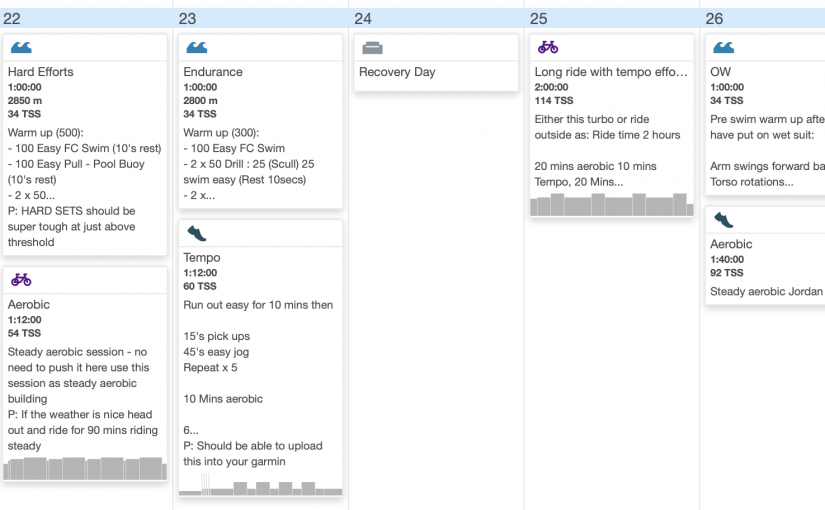 22
Hard Efforts
1:00:00
2850 m
34 TSS
Warm up (500):
- 100 Easy FC Swim (10's rest)
- 100 Easy Pull - Pool Buoy
(10's rest)
- 2 x 50...
P: HARD SETS should be
super tough at just above
threshold
Aerobic
1:12:00
54 TSS
Steady aerobic session - no
need to push it here use this
session as steady aerobic
building
P: If the weather is nice head
out and ride for 90 mins riding
steady
23
Endurance
1:00:00
2800 m
34 TSS
Warm up (300):
- 100 Easy FC Swim
- 2 x 50 Drill : 25 (Scull) 25
swim easy (Rest 10secs)
- 2 x...
Tempo
1:12:00
60 TSS
Run out easy for 10 mins then
15's pick ups
45's easy jog
Repeat x 5
10 Mins aerobic
6...
P: Should be able to upload
this into your garmin
24
Recovery Day
25
Long ride with tempo effo...
2:00:00
114 TSS
Either this turbo or ride
outside as: Ride time 2 hours
20 mins aerobic 10 mins
Tempo, 20 Mins...
26
OW
1:00:00
34 TSS
Pre swim warm up afte
have put on wet suit:
Arm swings forward ba
Torso rotations...
Aerobic
1:40:00
92 TSS
Steady aerobic Jordan